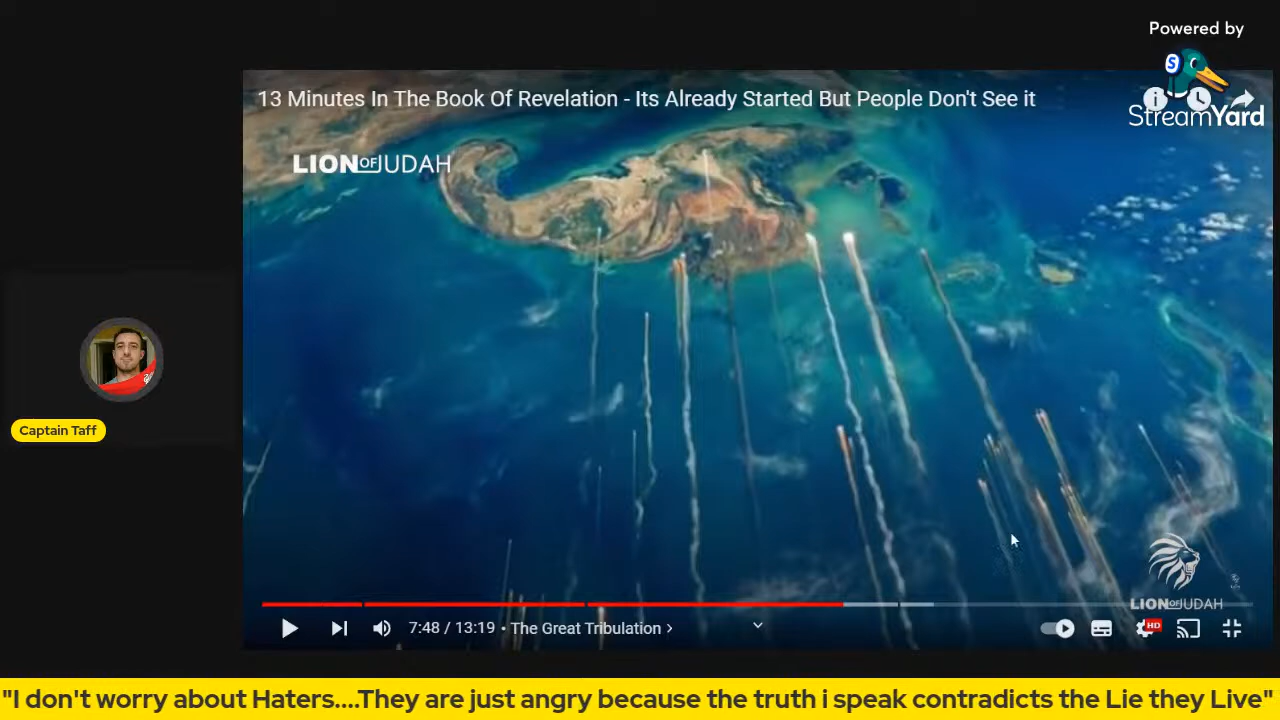 Powered by
S
StreamYard
13 Minutes In The Book Of Revelation - Its Already Started But People Don't See it
LION OF JUDAH
Captain Taff
LION OF JUDAH
7:48 / 13:19 • The Great Tribulation
HD
"I don't worry about Haters....They are just angry because the truth i speak contradicts the Lie they Live"